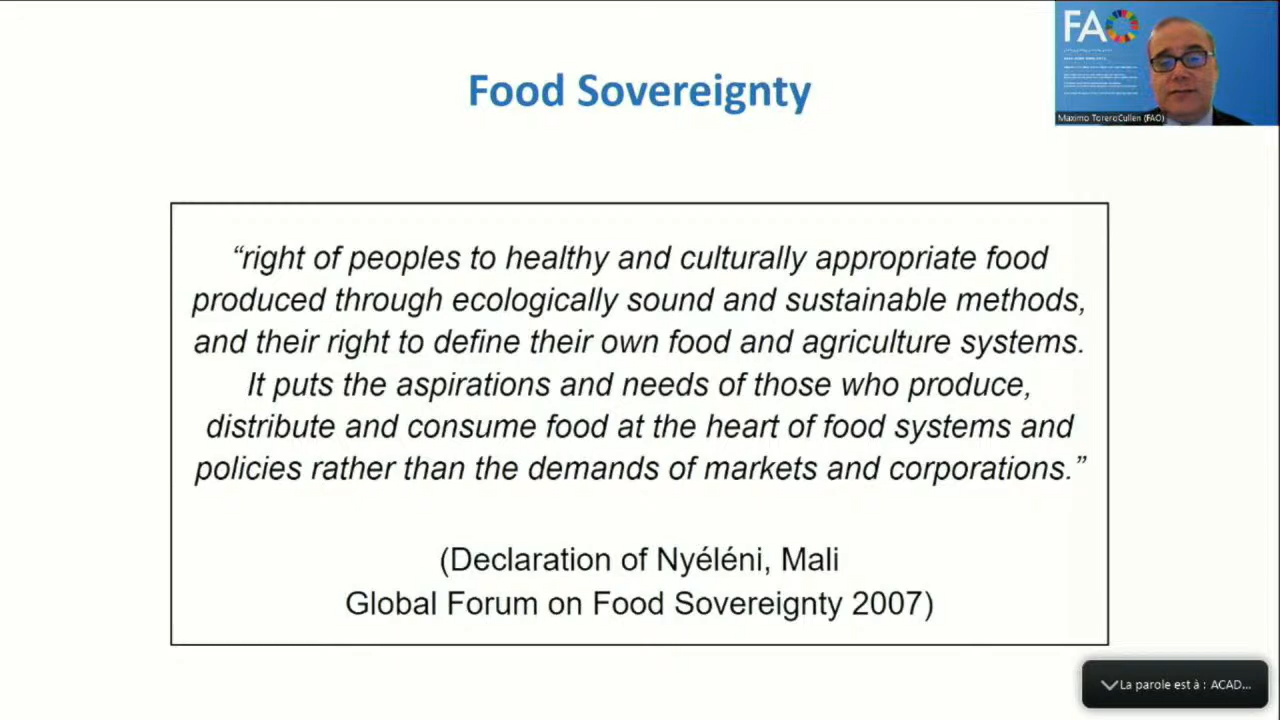 Food Sovereignty
FAO
Maximo ToreroCullen (FAO)
“right of peoples to healthy and culturally appropriate food
produced through ecologically sound and sustainable methods,
and their right to define their own food and agriculture systems.
It puts the aspirations and needs of those who produce,
distribute and consume food at the heart of food systems and
policies rather than the demands of markets and corporations.”
(Declaration of Nyéléni, Mali
Global Forum on Food Sovereignty 2007)
La parole est à : ACAD...